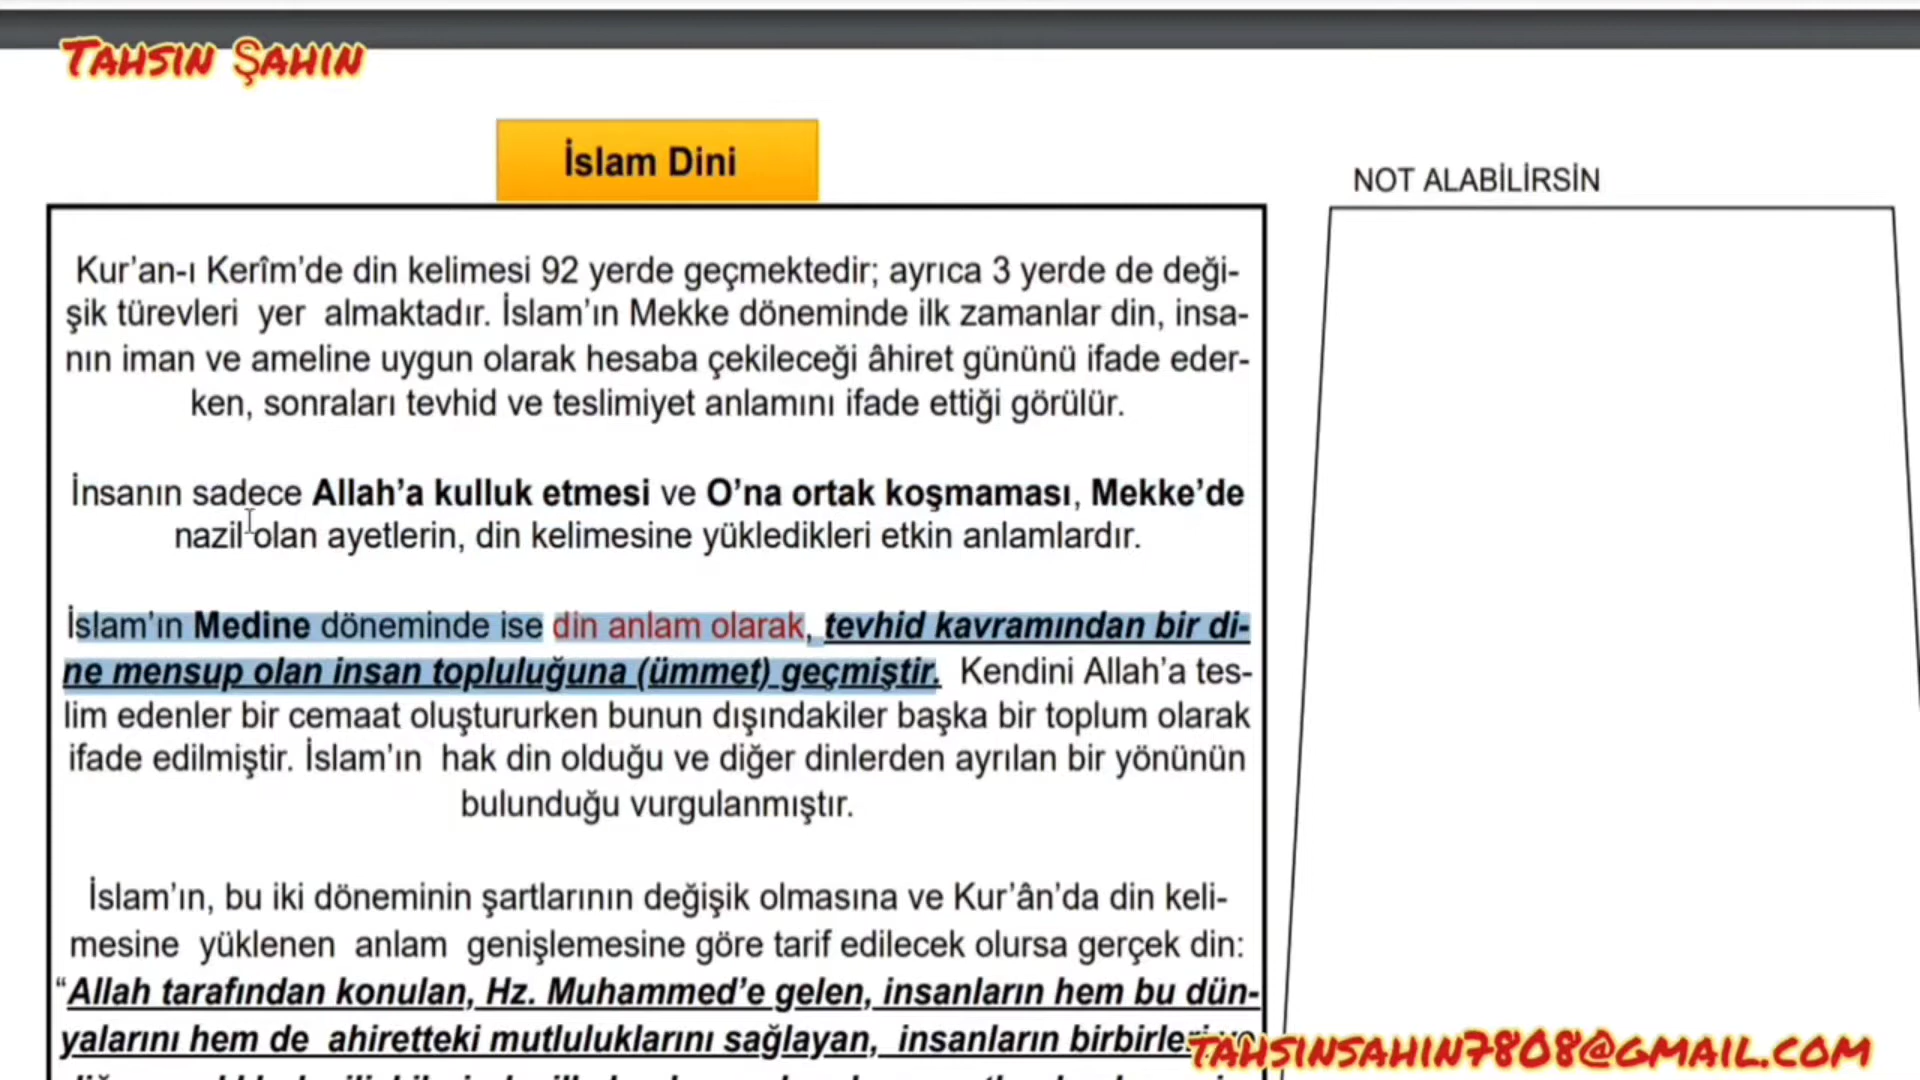 Tahsin Şahin
İslam Dini
NOT ALABİLİRSİN
Kur’an-ı Kerîm’de din kelimesi 92 yerde geçmektedir; ayrıca 3 yerde de deği-
şik türevleri yer almaktadır. İslam’ın Mekke döneminde ilk zamanlar din, insa-
nın iman ve ameline uygun olarak hesaba çekileceği âhiret gününü ifade eder-
ken, sonraları tevhid ve teslimiyet anlamını ifade ettiği görülür.
İnsanın sadece Allah’a kulluk etmesi ve O’na ortak koşmaması, Mekke’de
nazil olan ayetlerin, din kelimesine yükledikleri etkin anlamlardır.
İslam’ın Medine döneminde ise din anlam olarak, tevhid kavramından bir di-
ne mensup olan insan topluluğuna (ümmet) geçmiştir. Kendini Allah’a tes-
lim edenler bir cemaat oluştururken bunun dışındakiler başka bir toplum olarak
ifade edilmiştir. İslam’ın hak din olduğu ve diğer dinlerden ayrılan bir yönünün
bulunduğu vurgulanmıştır.
İslam’ın, bu iki döneminin şartlarının değişik olmasına ve Kur’ân’da din keli-
mesine yüklenen anlam genişlemesine göre tarif edilecek olursa gerçek din:
“Allah tarafından konulan, Hz. Muhammed’e gelen, insanların hem bu dün-
yalarını hem de ahiretteki mutluluklarını sağlayan, insanların
tahsinsahin7808@gmail.com